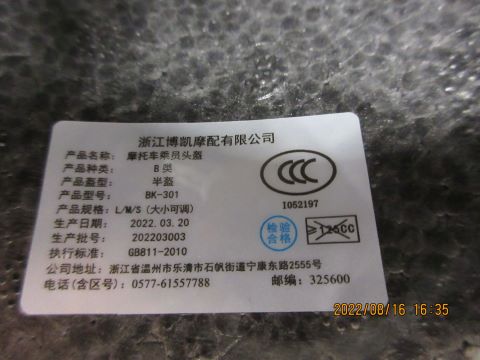 浙江博凯摩配有限公司
产品名称: 摩托车乘员头盔
产品种类: B 类
产品盔型: 半盔
产品型号: BK-301
产品规格: L/M/S (大小可调)
生产日期: 2022.03.20
生产批号: 202203003
执行标准: GB811-2010
公司地址: 浙江省温州市乐清市石帆街道宁康东路2555号
电话(含区号): 0577-61557788 邮编: 325600
CCC
1052197
检验
合格
≥125CC
2022/08/16 16:35